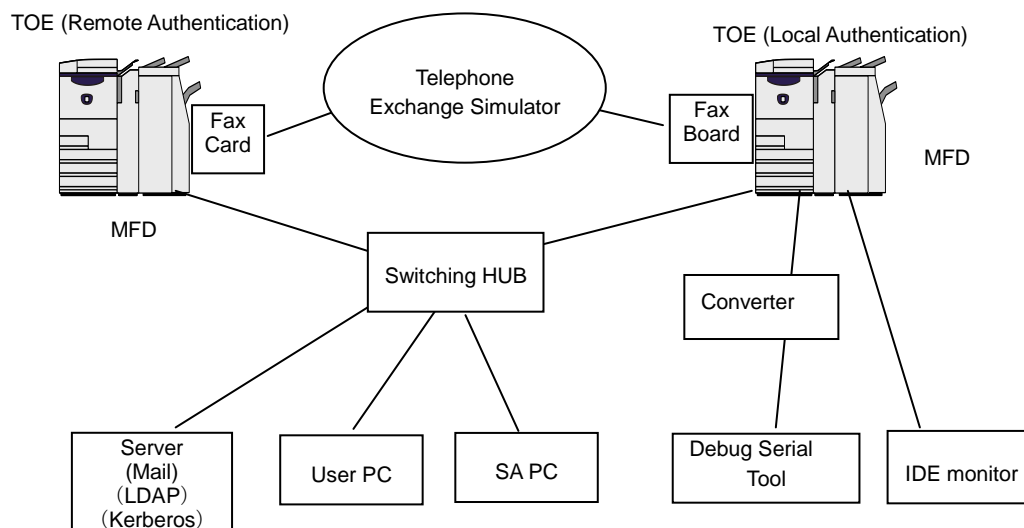 TOE (Remote Authentication)
TOE (Local Authentication)
Telephone
Exchange Simulator
Fax
Card
Fax
Board
MFD
MFD
Switching HUB
Converter
Server
(Mail)
（LDAP）
（Kerberos）
User PC
SA PC
Debug Serial
Tool
IDE monitor